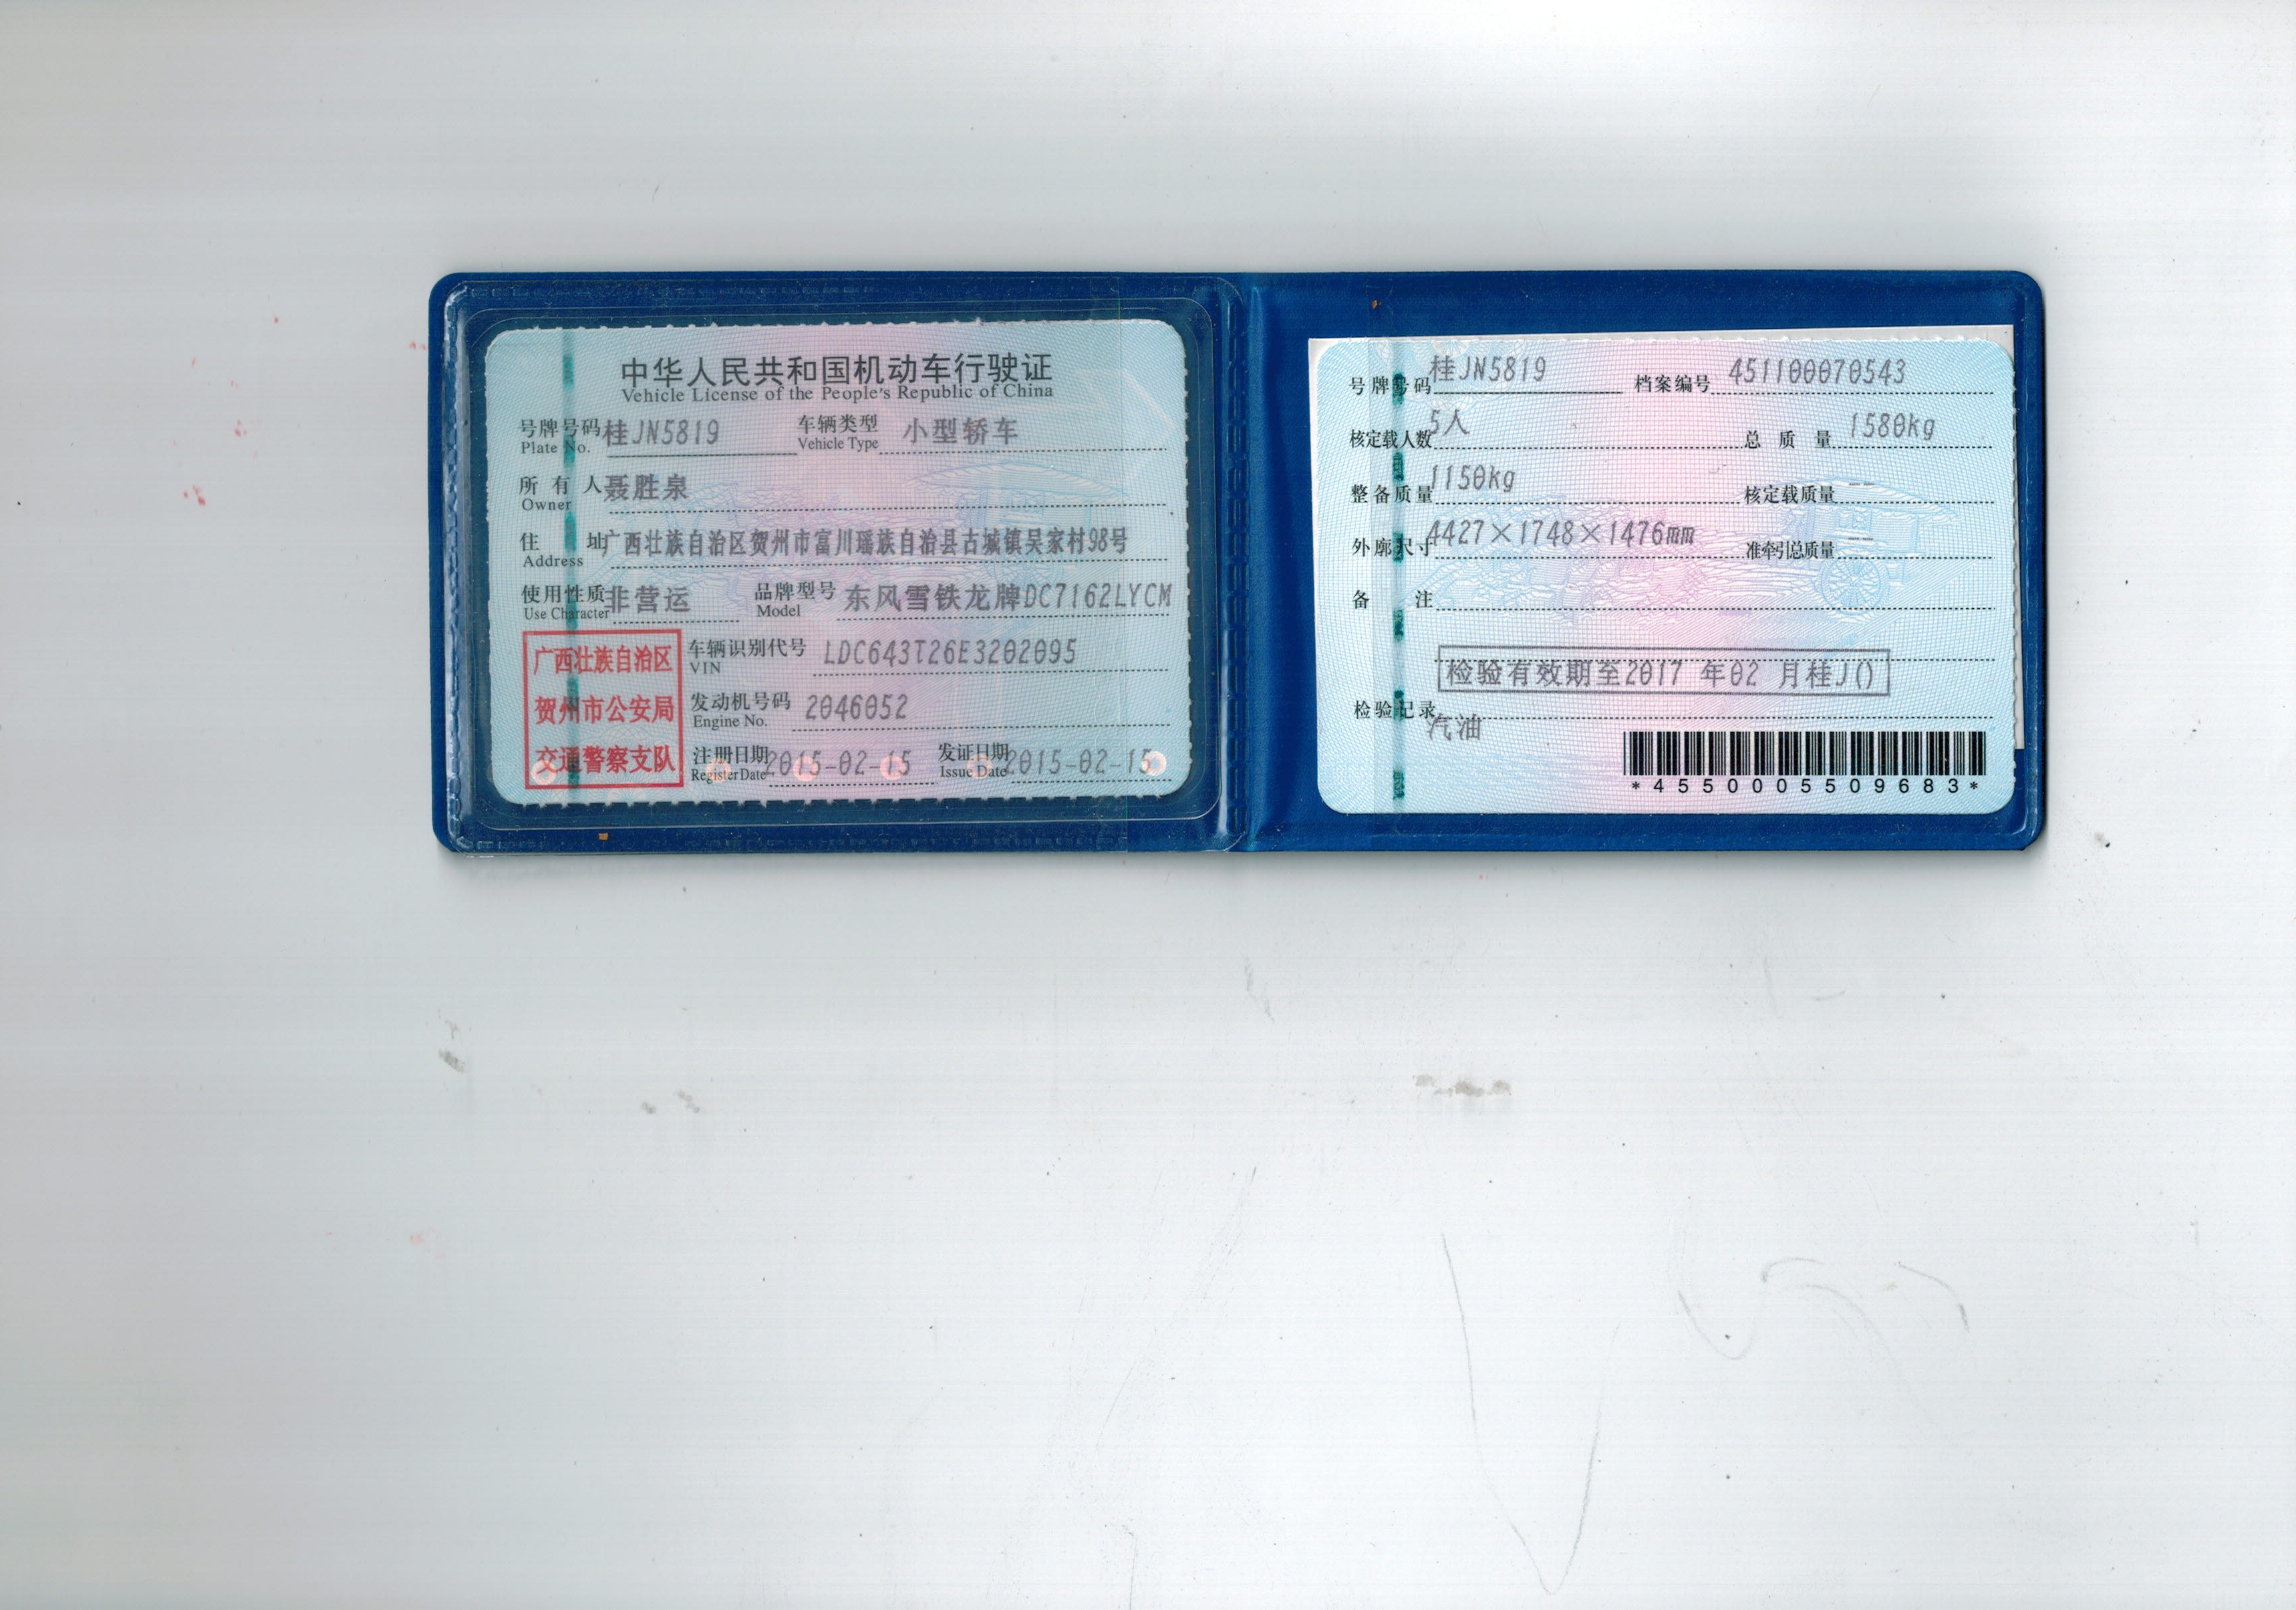 中华人民共和国机动车行驶证
Vehicle License of the People's Republic of China
号牌号码 桂JN5819 车辆类型 小型轿车
Plate No. Vehicle Type
所有人 聂胜泉
Owner
住址 广西壮族自治区贺州市富川瑶族自治县古城镇吴家村98号
Address
使用性质 非营运 品牌型号 东风雪铁龙牌DC7162LYCM
Use Character Model
广西壮族自治区
贺州市公安局
交通警察支队
车辆识别代号 LDC643T26E3202095
VIN
发动机号码 2046052
Engine No.
注册日期 2015-02-15 发证日期 2015-02-15
Register Date Issue Date
号牌号码 桂JN5819 档案编号 451100070543
核定载人数 5人 总质量 1580kg
整备质量 1150kg 核定载质量 --
外廓尺寸 4427×1748×1476mm 准牵引总质量 --
备注
检验有效期至2017 年02 月桂J()
检验记录
汽油
*4550005509683*